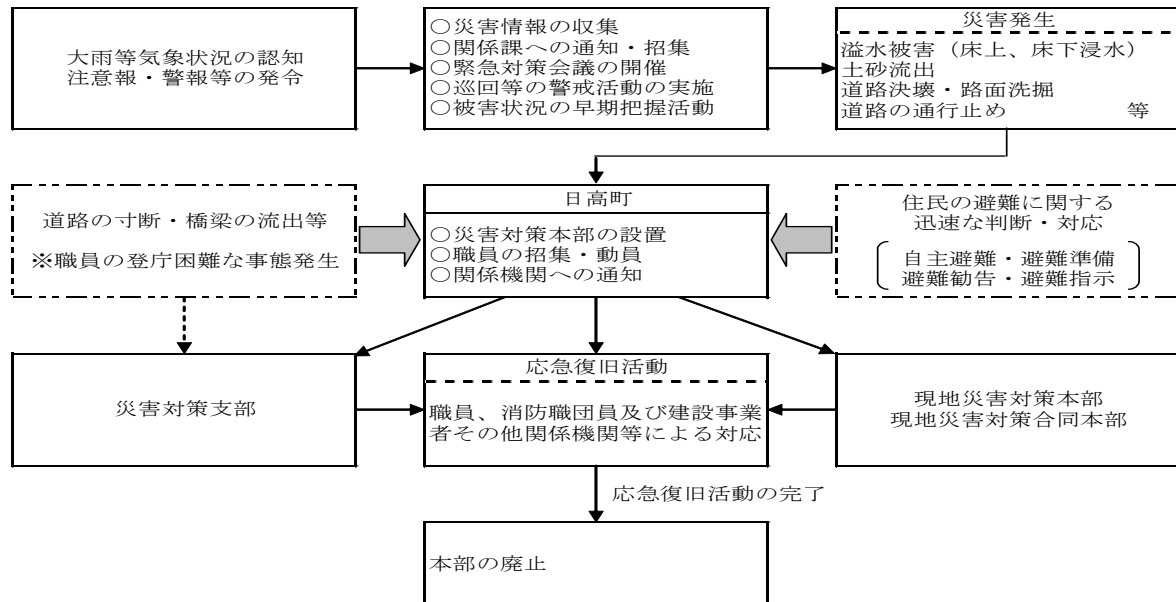 大雨等気象状況の認知
注意報・警報等の発令
○災害情報の収集
○関係課への通知・招集
○緊急対策会議の開催
○巡回等の警戒活動の実施
○被害状況の早期把握活動
災害発生
溢水被害（床上、床下浸水）
土砂流出
道路決壊・路面洗掘
道路の通行止め　　　　　等
道路の寸断・橋梁の流出等
※職員の登庁困難な事態発生
日高町
○災害対策本部の設置
○職員の招集・動員
○関係機関への通知
住民の避難に関する
迅速な判断・対応
自主避難・避難準備
避難勧告・避難指示
災害対策支部
応急復旧活動
職員、消防職団員及び建設事業
者その他関係機関等による対応
現地災害対策本部
現地災害対策合同本部
応急復旧活動の完了
本部の廃止